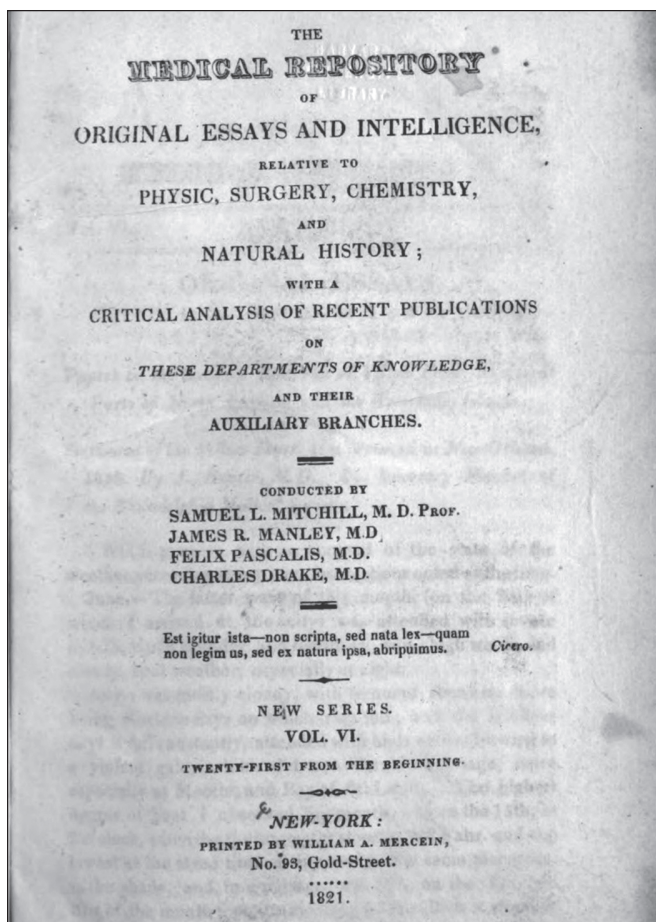 THE
MEDICAL REPOSITORY
OF
ORIGINAL ESSAYS AND INTELLIGENCE,
RELATIVE TO
PHYSIC, SURGERY, CHEMISTRY,
AND
NATURAL HISTORY;
WITH A
CRITICAL ANALYSIS OF RECENT PUBLICATIONS
ON
THESE DEPARTMENTS OF KNOWLEDGE,
AND THEIR
AUXILIARY BRANCHES.
CONDUCTED BY
SAMUEL L. MITCHILL, M. D. PROF.
JAMES R. MANLEY, M.D.
FELIX PASCALIS, M.D.
CHARLES DRAKE, M.D.
Est igitur ista—non scripta, sed nata lex—quam
non legim us, sed ex natura ipsa, abripuimus. Cicero.
NEW SERIES.
VOL. VI.
TWENTY-FIRST FROM THE BEGINNING.
NEW-YORK:
PRINTED BY WILLIAM A. MERCEIN,
No. 93, Gold-Street.
1821.